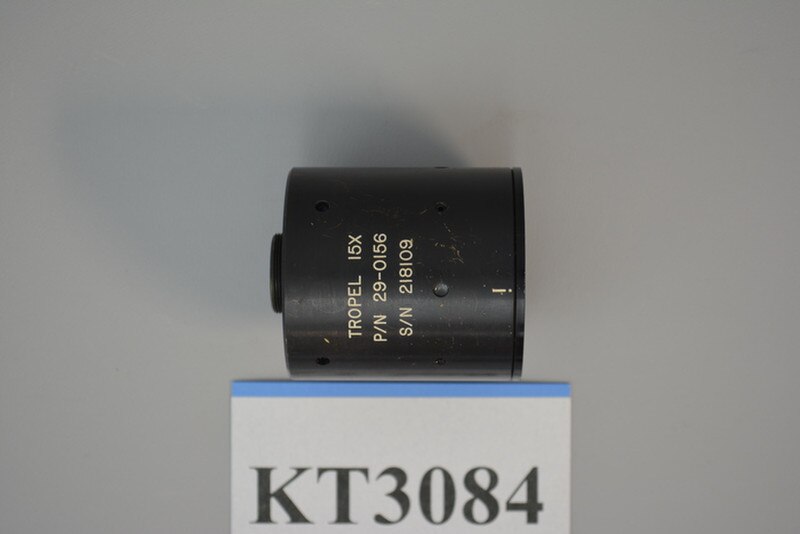 TROPEL 15X
P/N 29-0156
S/N 218109
KT3084